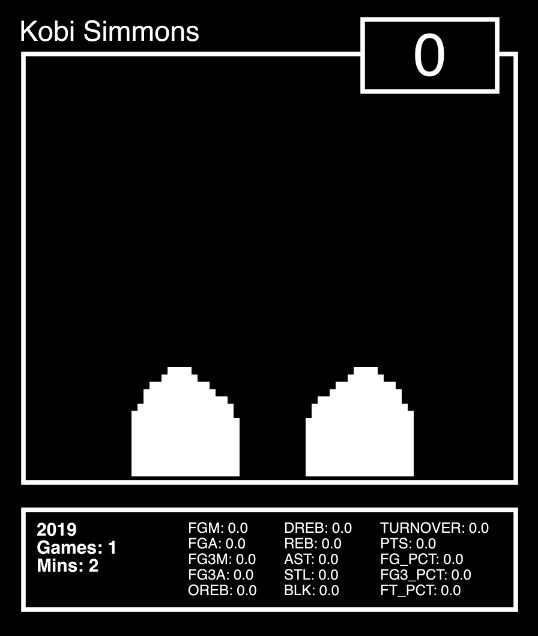 Kobi Simmons
0
2019
Games: 1
Mins: 2
FGM: 0.0
FGA: 0.0
FG3M: 0.0
FG3A: 0.0
OREB: 0.0
DREB: 0.0
REB: 0.0
AST: 0.0
STL: 0.0
BLK: 0.0
TURNOVER: 0.0
PTS: 0.0
FG_PCT: 0.0
FG3_PCT: 0.0
FT_PCT: 0.0